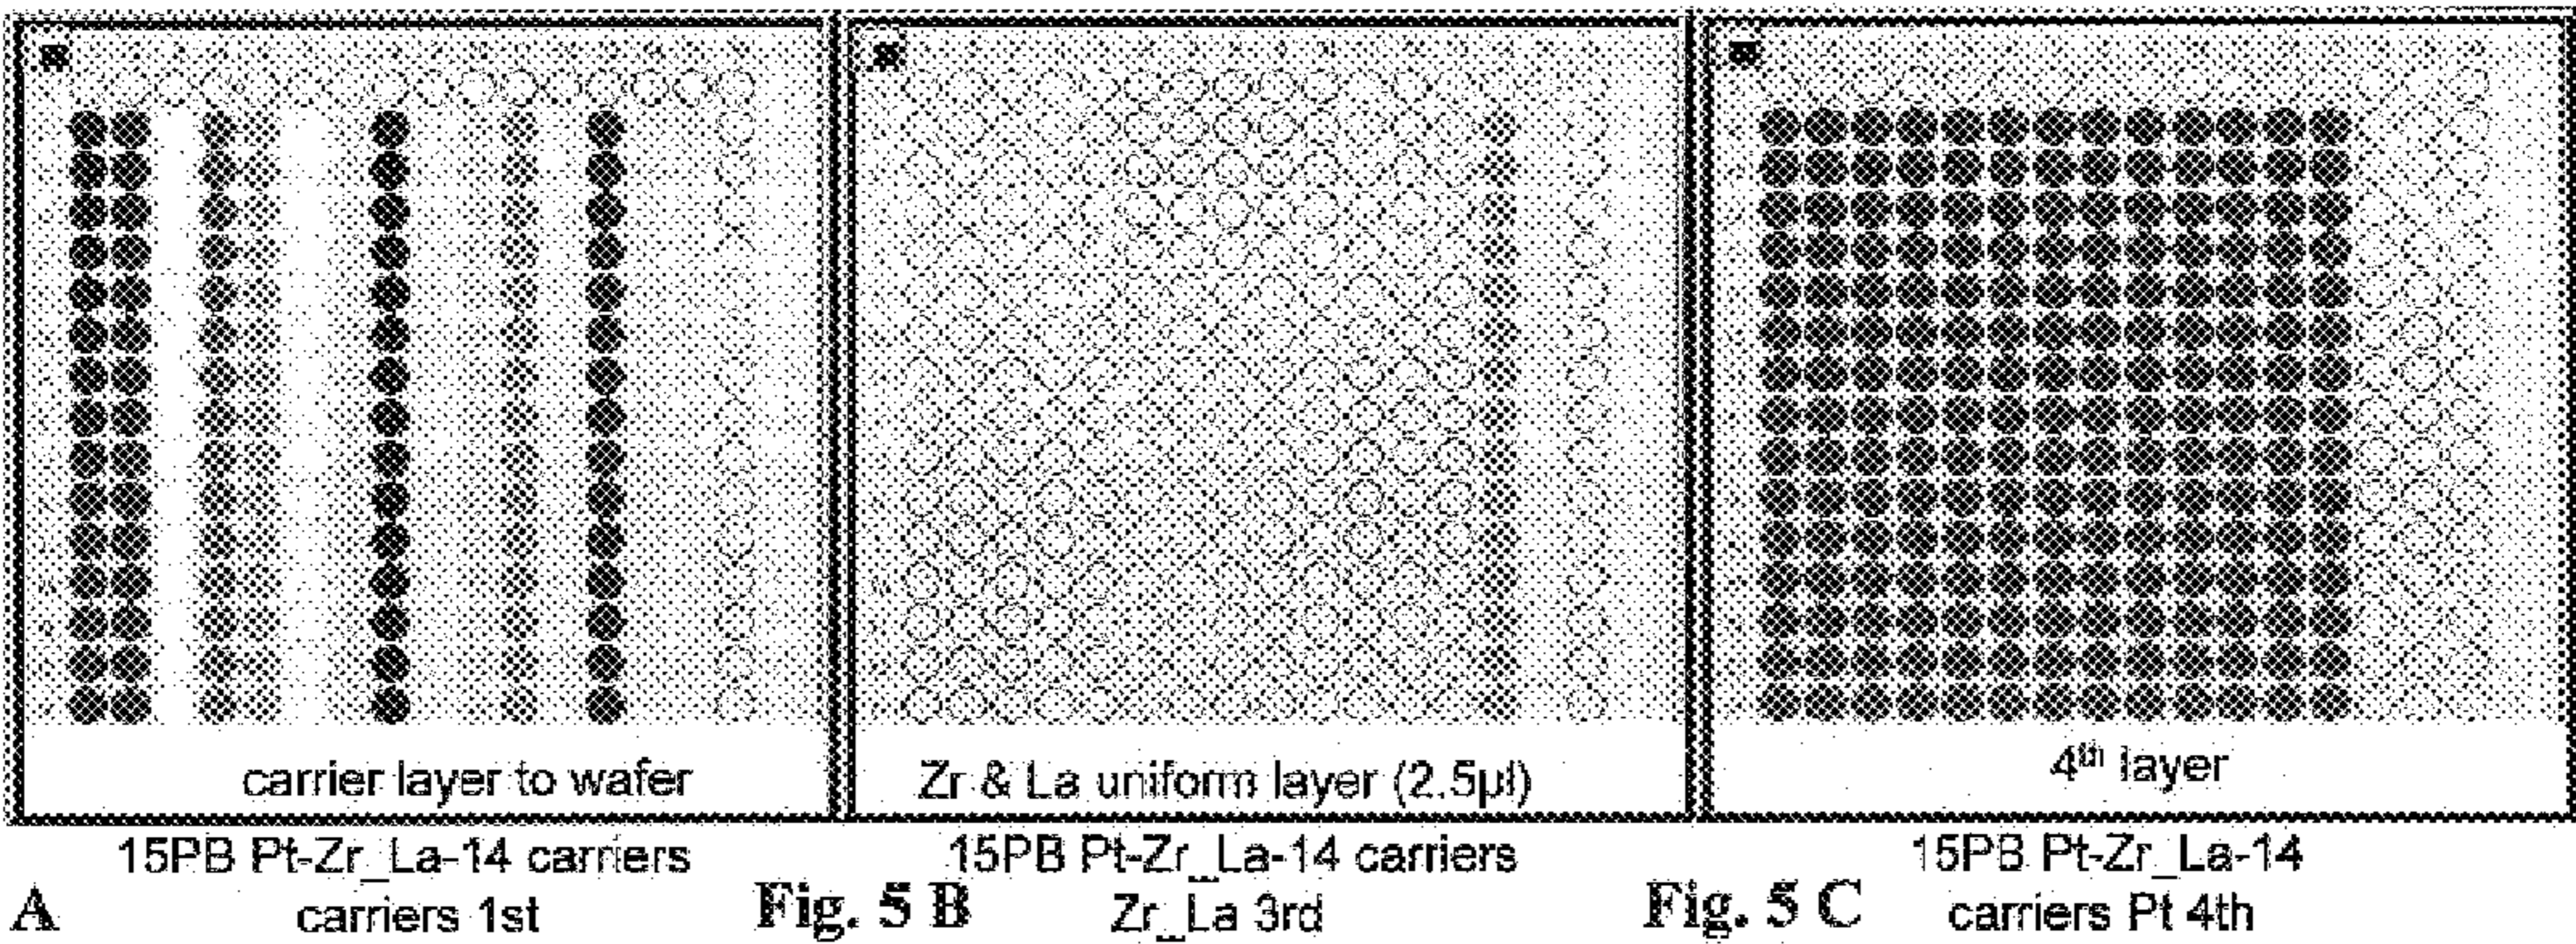 carrier layer to wafer
Zr & La uniform layer (2.5µl)
4th layer
15PB Pt-Zr_La-14 carriers
carriers 1st
15PB Pt-Zr_La-14 carriers
Zr_La 3rd
15PB Pt-Zr_La-14
carriers Pt 4th
A
Fig. 5 B
Fig. 5 C